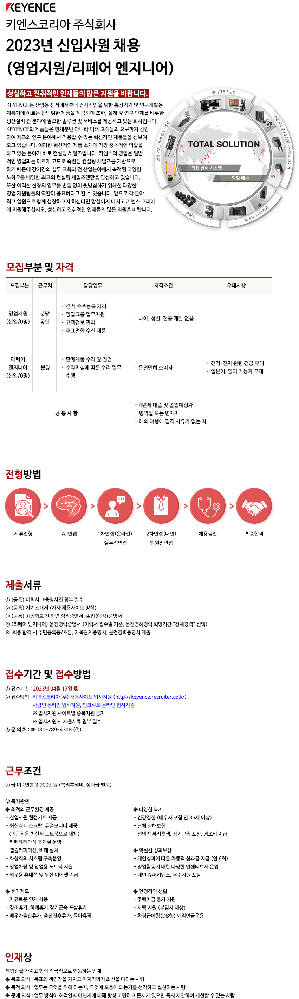 KEYENCE
키엔스코리아 주식회사
2023년 신입사원 채용
(영업지원/리페어 엔지니어)
성실하고 진취적인 인재들의 많은 지원을 바랍니다.
KEYENCE는 산업용 센서에서부터 검사라인을 위한 측정기기 및 연구개발용
계측기에 이르는 광범위한 제품을 제공하며 또한, 설계 및 연구 단계를 비롯한
생산설비 전 분야에 필요한 솔루션 및 서비스를 제공하고 있는 회사입니다.
KEYENCE의 제품들은 현재뿐만 아니라 미래 고객들의 요구까지 감안
하여 제조와 연구 분야에서 적용할 수 있는 혁신적인 제품들을 선보여
오고 있습니다. 이러한 혁신적인 제품 소개에 가장 중추적인 역할을
하고 있는 분야가 바로 컨설팅 세일즈입니다. 키엔스의 영업은 일반
적인 영업과는 다르게 고도로 숙련된 컨설팅 세일즈를 기반으로
하기 때문에 장기간의 실무 교육과 전 산업분야에서 축적된 다양한
노하우를 배양한 최고의 컨설팅 세일즈맨만을 양성하고 있습니다.
또한 이러한 현장의 업무를 빈틈 없이 뒷받침하기 위해선 다양한
영업 지원팀들의 역할이 중요하다고 할 수 있습니다. 앞으로 각 분야
최고 일원으로 함께 성장하고자 하신다면 망설이지 마시고 키엔스 코리아
에 지원해주십시오. 성실하고 진취적인 인재들의 많은 지원을 바랍니다.
마이크로스코프
비전 시스템 / 2 차원 · 바코드 리더기
안전 기기 / 프로세스 / 센서
TOTAL SOLUTION
직접 판매 시스템
당일 배송
측정기
제어기기 / 마킹기
모집부분 및 자격
모집부분 근무처 담당업무 자격조건 우대사항
영업지원
(신입/0명)
분당
동탄
· 견적,수주등록 처리
· 영업그룹 업무지원
· 고객정보 관리
· 대표전화 수신 대응
· 나이, 성별, 전공 제한 없음
리페어
엔지니어
(신입/0명)
분당
· 판매제품 수리 및 점검
· 수리지침에 따른 수리 업무
수행
· 운전면허 소지자
· 전기·전자 관련 전공 우대
· 일본어, 영어 가능자 우대
공통사항
- 4년제 대졸 및 졸업예정자
- 병역필 또는 면제자
- 해외 여행에 결격 사유가 없는 자
전형방법
서류전형
A.I면접
1차면접(온라인)
실무진면접
2차면접(대면)
임원진면접
채용검진
최종합격
제출서류
① (공통) 이력서 *증명사진 첨부 필수
② (공통) 자기소개서 (자사 채용사이트 양식)
③ (공통) 최종학교 전 학년 성적증명서, 졸업(예정)증명서
④ (리페어 엔지니어) 운전경력증명서 (이력서 접수일 기준, 운전면허경력 희망기간 “전체경력” 선택)
※ 최종 합격 시 주민등록등/초본, 가족관계증명서, 운전경력증명서 제출
접수기간 및 접수방법
① 접수기간 : 2023년 04월 17일 限
② 접수방법 : 키엔스코리아(주) 채용사이트 입사지원 (http://keyence.recruiter.co.kr)
사람인 온라인 입사지원, 인크루트 온라인 입사지원
※ 입사지원 사이트별 중복지원 금지
※ 입사지원 시 제출서류 첨부 필수
③ 문 의 처 : ☎ 031-789-4318 (代)
근무조건
① 급 여 : 연봉 3,900만원 (복리후생비, 성과급 별도)
② 복지관련
◈ 최적의 근무환경 제공
- 신입사원 웰컴키트 제공
- 최신식 데스크탑, 듀얼모니터 제공
(외근직은 최신식 노트북으로 대체)
- 카페테리아식 휴게실 운영
- 캡슐커피머신, 비데 설치
- 화상회의 시스템 구축운영
- 영업차량 및 영업용 노트북 지원
- 업무용 휴대폰 및 무선 이어셋 지급
◈ 휴가제도
- 자유로운 연차 사용
- 경조휴가, 하계휴가,장기근속 포상휴가
- 배우자출산휴가, 출산전후휴가, 육아휴직
◈ 다양한 복지
- 건강검진 (배우자 포함 만 35세 이상)
- 단체 상해보험
- 선택적 복리후생, 장기근속 포상, 경조비 지급
◈ 확실한 성과보상
- 개인성과에 따른 차등적 성과급 지급 (연 6회)
- 영업활동에 대한 다양한 인센티브제 운영
- 매년 슈퍼키엔스, 우수사원 포상
◈ 안정적인 생활
- 주택자금 융자 지원
- 사택 지원 (부임자 대상)
- 확정급여형(DB형) 퇴직연금운용
인재상
책임감을 가지고 항상 적극적으로 행동하는 인재
◈ 목표 의식 : 목표의 책임감을 가지고 마지막까지 최선을 다하는 사람
◈ 목적 의식 : 업무는 무엇을 위해 하는지, 무엇에 도움이 되는가를 생각하고 실천하는 사람
◈ 문제 의식 : 업무 방식이 최적인지 아닌지에 대해 항상 고민하고 문제가 있으면 즉시 제안하여 개선할 수 있는 사람